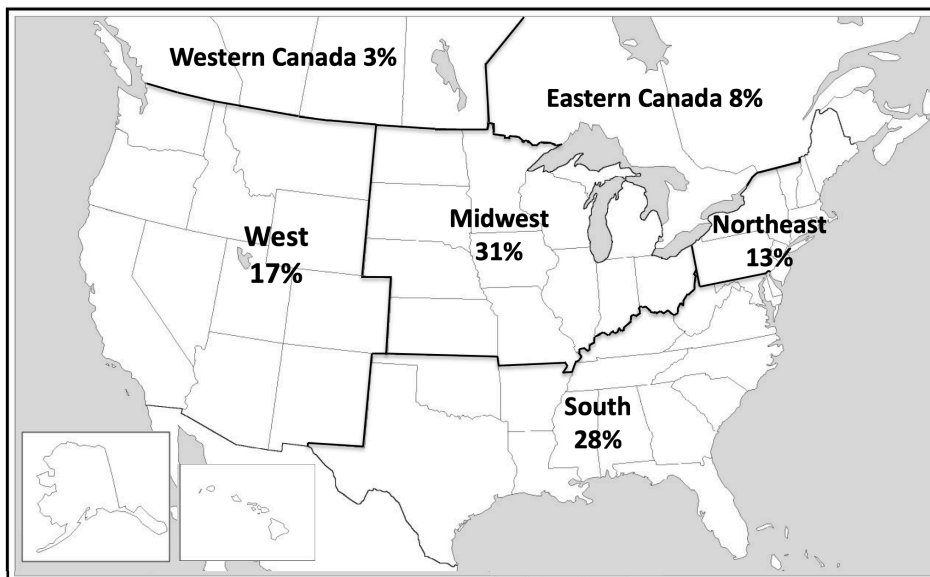 Western Canada 3%
Eastern Canada 8%
West
17%
Midwest
31%
Northeast
13%
South
28%